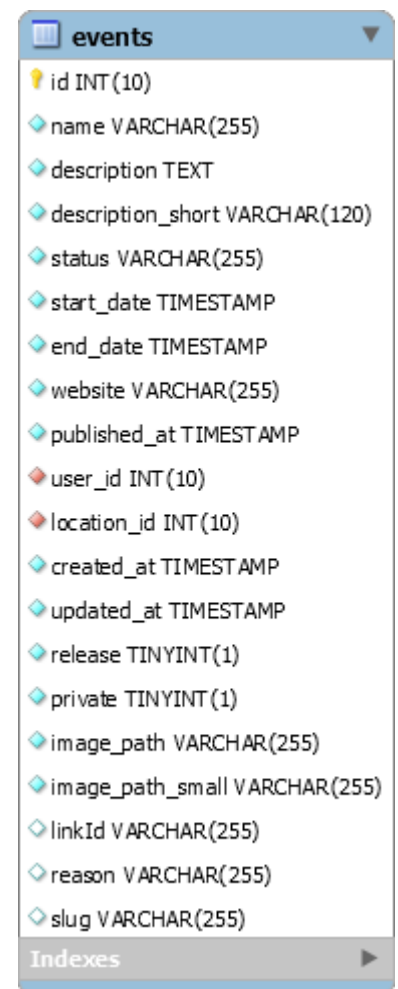 events
id INT(10)
name VARCHAR(255)
description TEXT
description_short VARCHAR(120)
status VARCHAR(255)
start_date TIMESTAMP
end_date TIMESTAMP
website VARCHAR(255)
published_at TIMESTAMP
user_id INT(10)
location_id INT(10)
created_at TIMESTAMP
updated_at TIMESTAMP
release TINYINT(1)
private TINYINT(1)
image_path VARCHAR(255)
image_path_small VARCHAR(255)
linkId VARCHAR(255)
reason VARCHAR(255)
slug VARCHAR(255)
Indexes